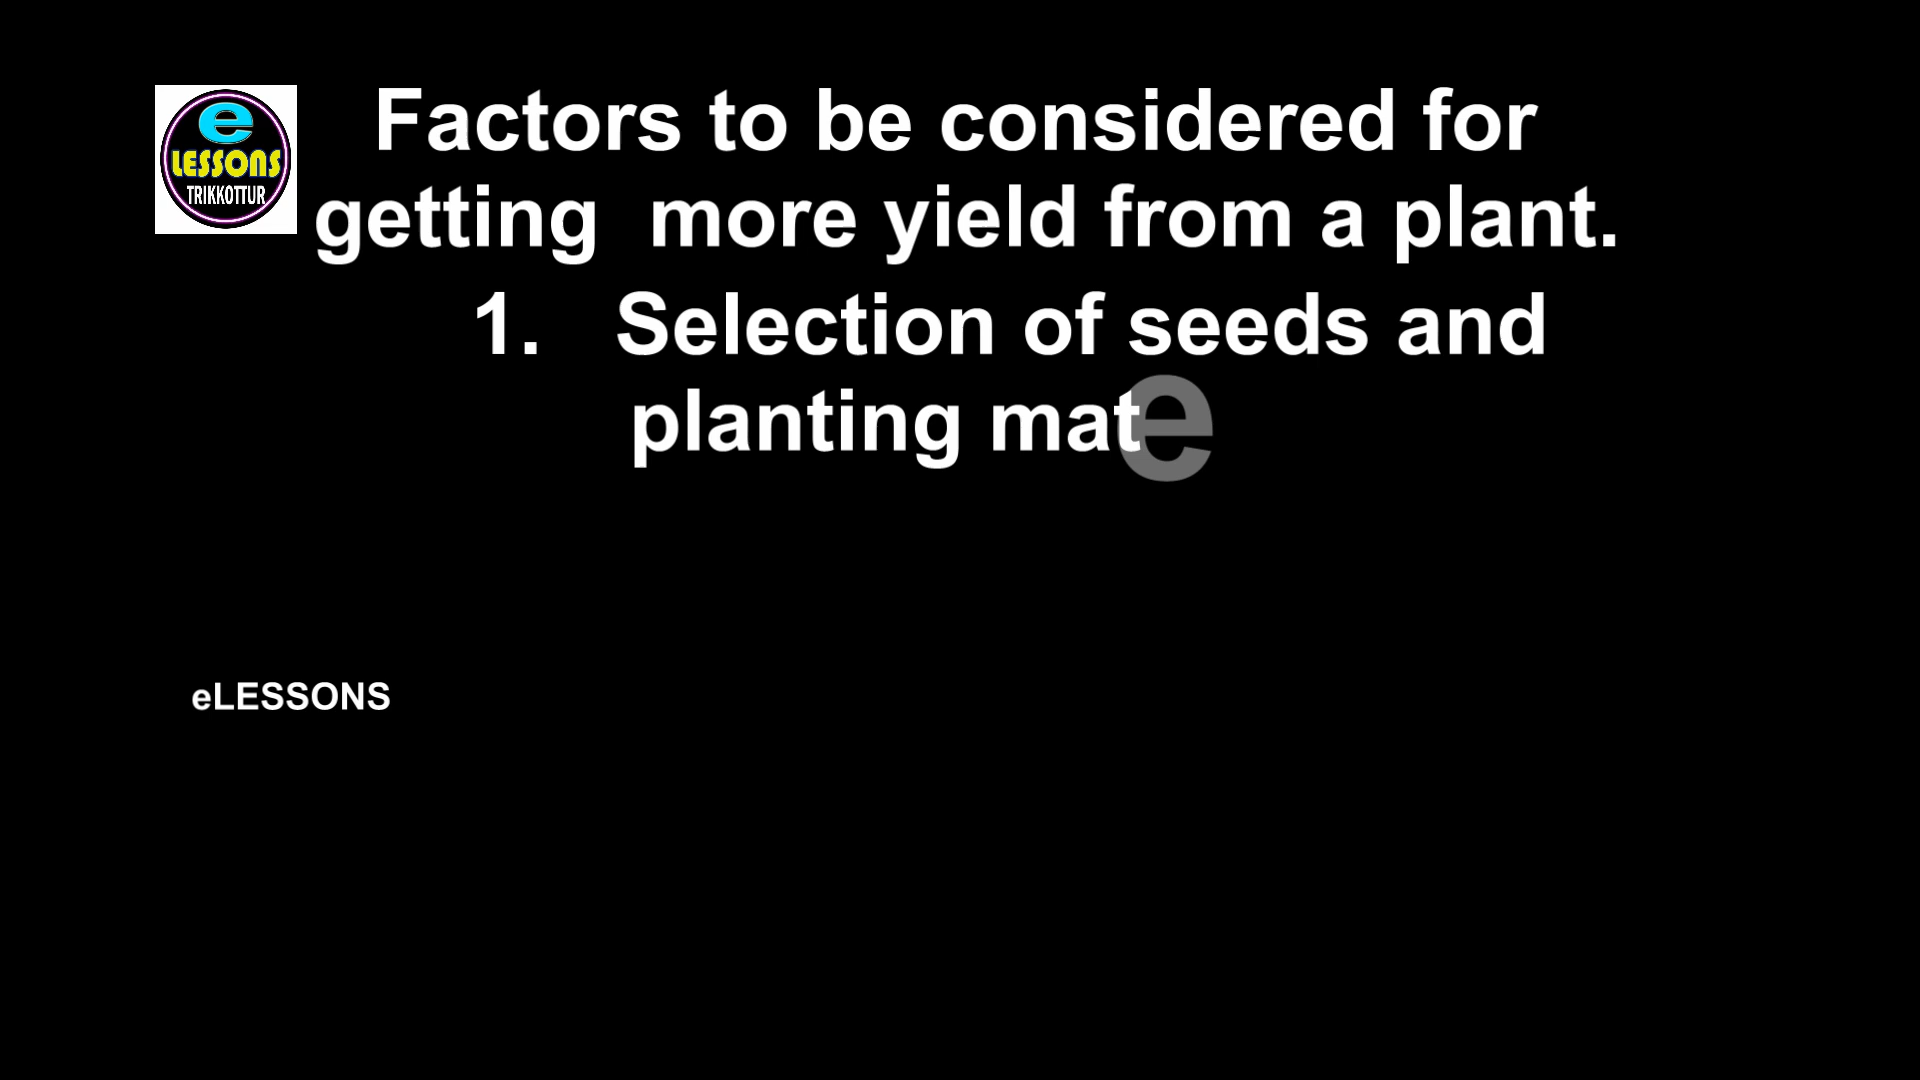 e
LESSONS
TRIKKOTTUR
Factors to be considered for
getting  more yield from a plant.
1.   Selection of seeds and
planting mate
eLESSONS